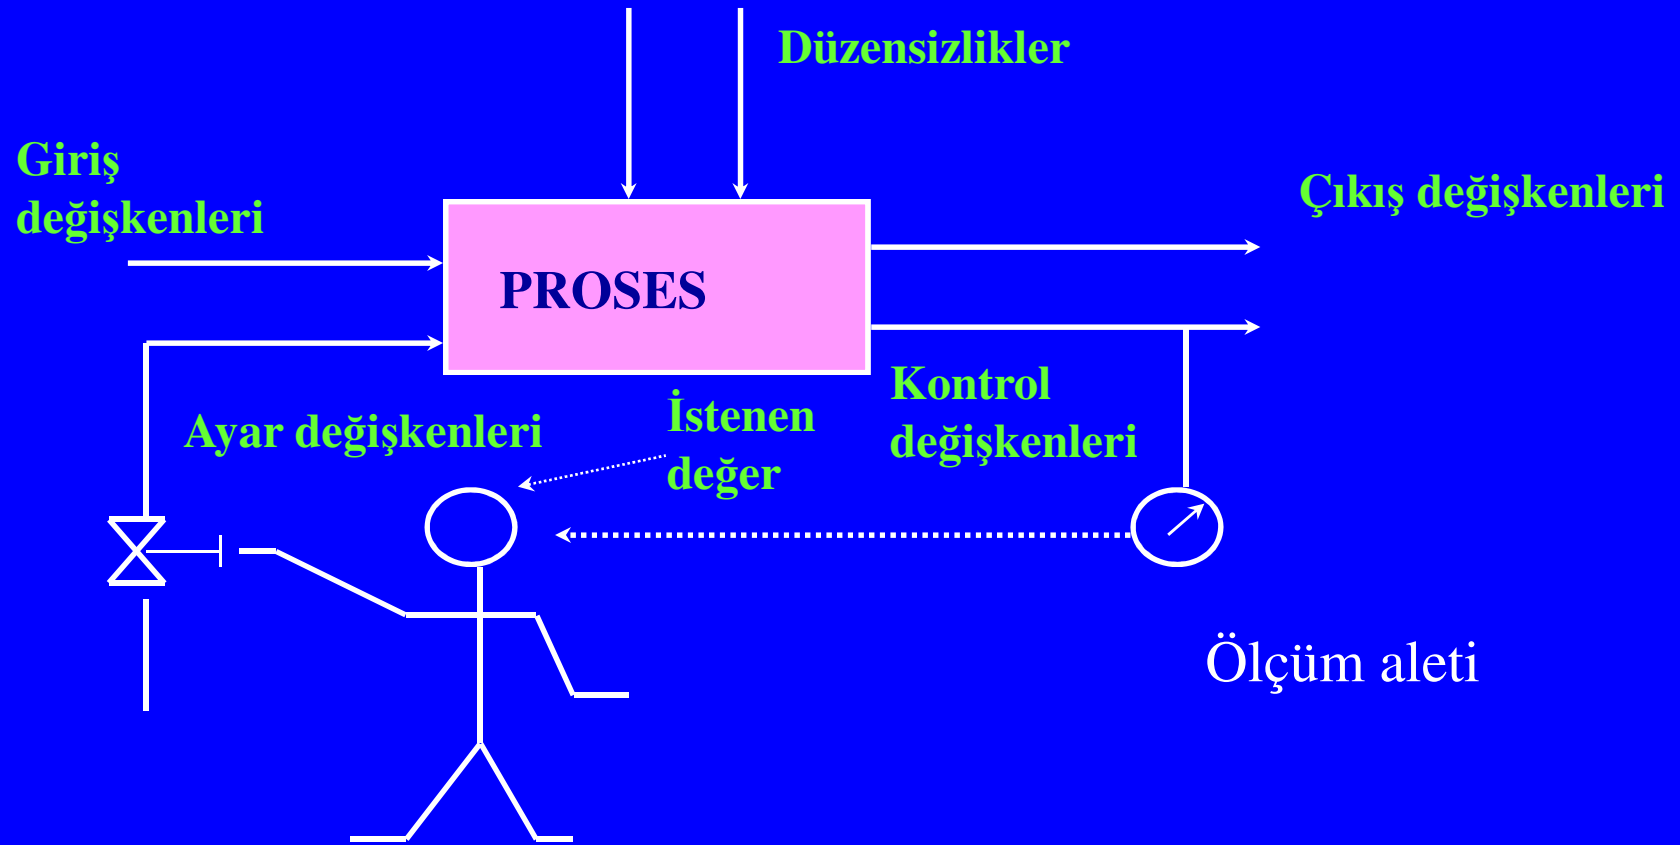 Düzensizlikler
Giriş
değişkenleri
Çıkış değişkenleri
PROSES
Ayar değişkenleri
İstenen
değer
Kontrol
değişkenleri
Ölçüm aleti